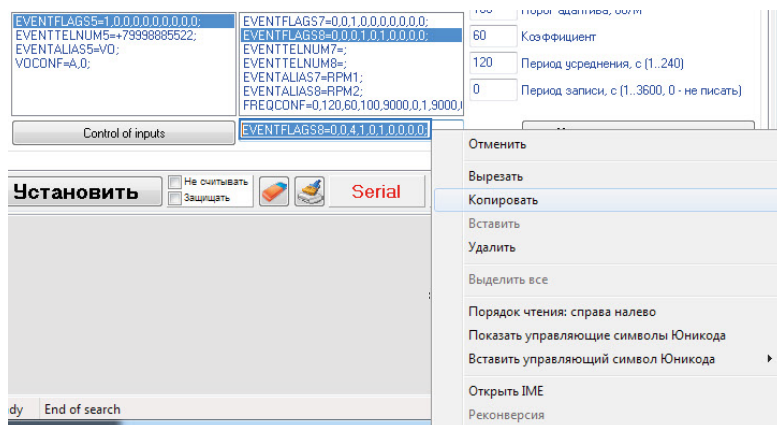 EVENTFLAGS5=1,0,0,0,0,0,0,0,0,0;
EVENTTELNUM5=+79998885522;
EVENTALIAS5=VO;
VOCONF=A,0;
EVENTFLAGS7=0,0,1,0,0,0,0,0,0,0;
EVENTFLAGS8=0,0,0,1,0,1,0,0,0,0;
EVENTTELNUM7=;
EVENTTELNUM8=;
EVENTALIAS7=RPM1;
EVENTALIAS8=RPM2;
FREQCONF=0,120,60,100,9000,0,1,9000,
Порог адаптива, об/м
60 Коэффициент
120 Период усреднения, с (1..240)
0 Период записи, с (1..3600, 0 - не писать)
Control of inputs
EVENTFLAGS8=0,0,4,1,0,1,0,0,0,0;
Установить
Не считывать
Защищать
Serial
Отменить
Вырезать
Копировать
Вставить
Удалить
Выделить все
Порядок чтения: справа налево
Показать управляющие символы Юникода
Вставить управляющий символ Юникода
Открыть IME
Реконверсия
dy End of search